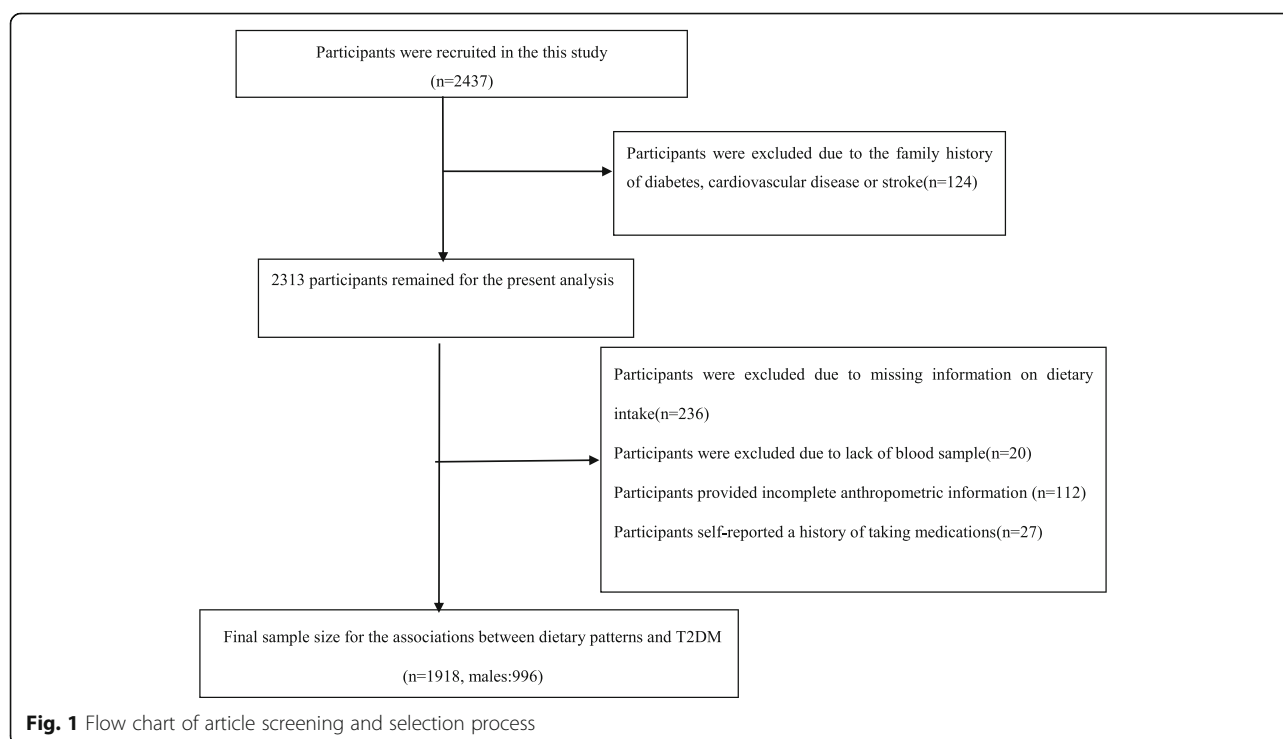 Participants were recruited in the this study
(n=2437)
Participants were excluded due to the family history
of diabetes, cardiovascular disease or stroke(n=124)
2313 participants remained for the present analysis
Participants were excluded due to missing information on dietary
intake(n=236)
Participants were excluded due to lack of blood sample(n=20)
Participants provided incomplete anthropometric information (n=112)
Participants self-reported a history of taking medications(n=27)
Final sample size for the associations between dietary patterns and T2DM
(n=1918, males:996)
Fig. 1 Flow chart of article screening and selection process